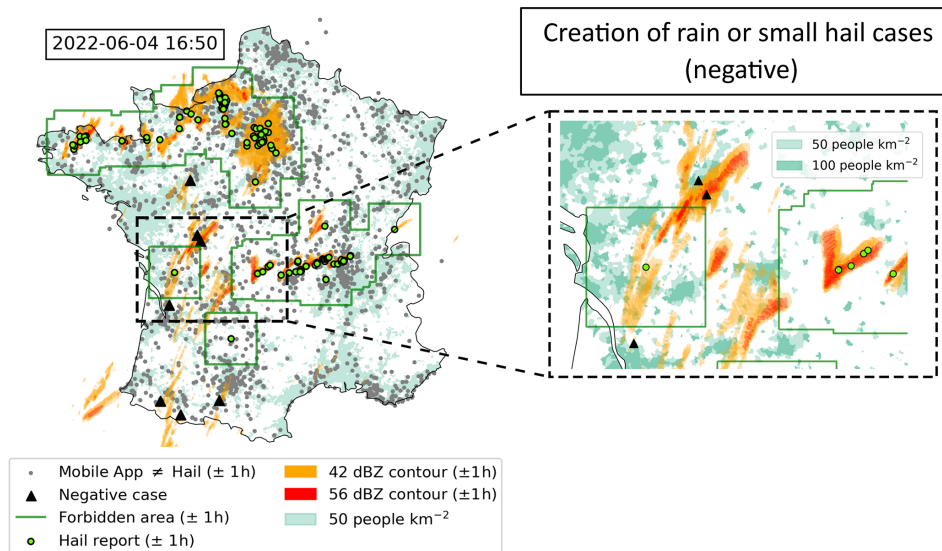 2022-06-04 16:50
Creation of rain or small hail cases
(negative)
50 people km⁻²
100 people km⁻²
Mobile App ≠ Hail (± 1h)
Negative case
Forbidden area (± 1h)
Hail report (± 1h)
42 dBZ contour (±1h)
56 dBZ contour (±1h)
50 people km⁻²